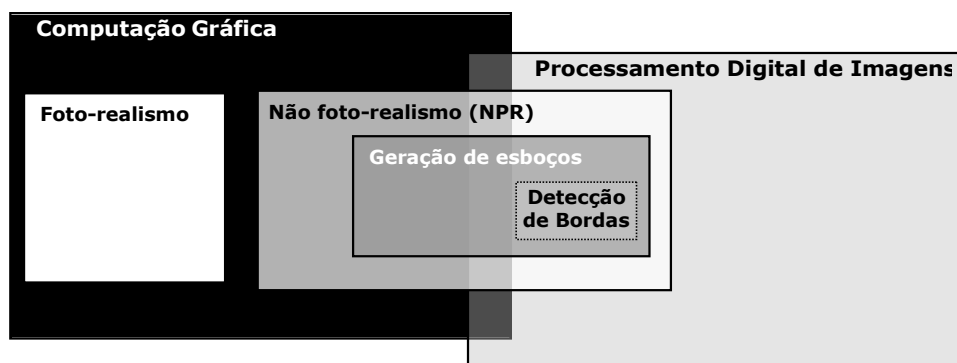 Computação Gráfica
Processamento Digital de Imagens
Foto-realismo
Não foto-realismo (NPR)
Geração de esboços
Detecção
de Bordas